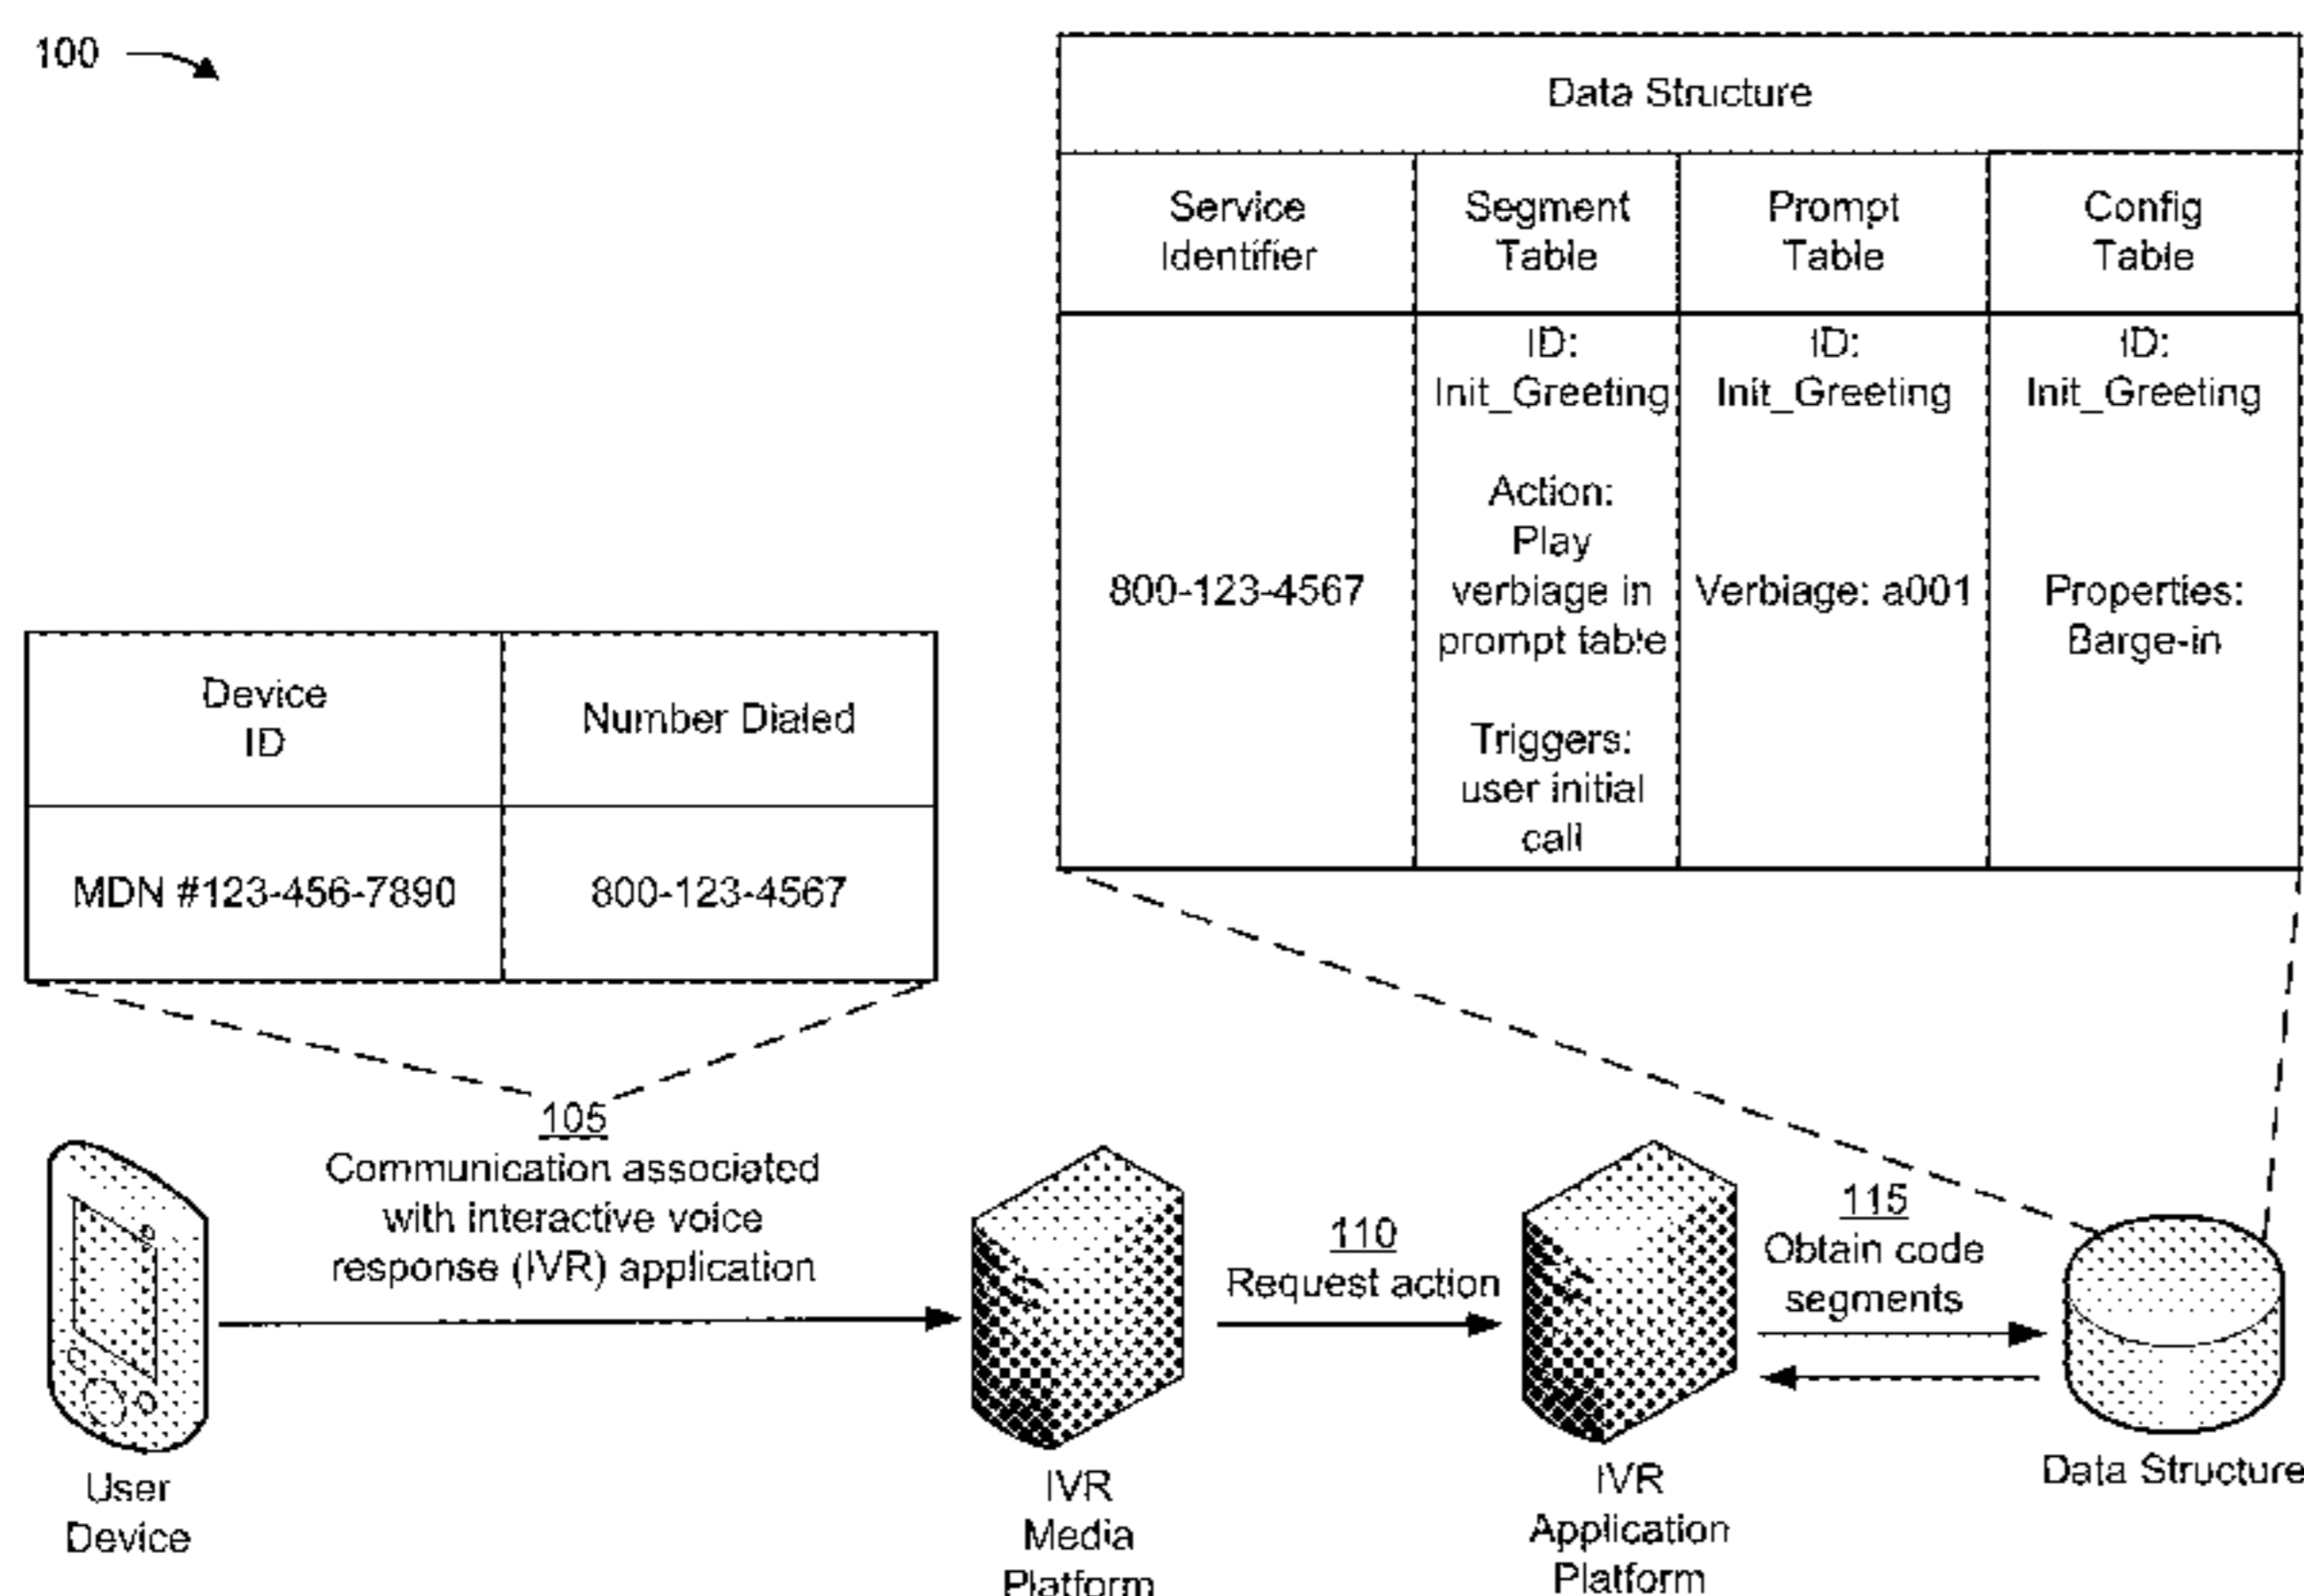 100
Data Structure
Service
Identifier
Segment
Table
Prompt
Table
Config
Table
800-123-4567
ID:
Init_Greeting
Action:
Play
verbiage in
prompt table
Triggers:
user initial
call
ID:
Init_Greeting
Verbiage: a001
ID:
Init_Greeting
Properties:
Barge-in
Device
ID
Number Dialed
MDN #123-456-7890
800-123-4567
105
Communication associated
with interactive voice
response (IVR) application
110
Request action
115
Obtain code
segments
User
Device
IVR
Media
Platform
IVR
Application
Platform
Data Structure